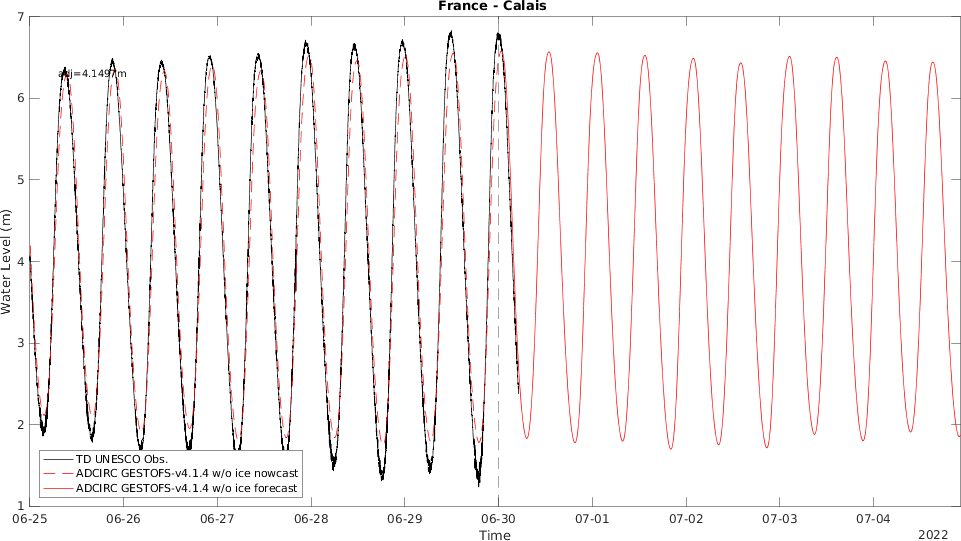 France - Calais
7
adj=4.1497m
6
5
4
3
2
1
Water Level (m)
TD UNESCO Obs.
ADCIRC GESTOFS-v4.1.4 w/o ice nowcast
ADCIRC GESTOFS-v4.1.4 w/o ice forecast
06-25 06-26 06-27 06-28 06-29 06-30 07-01 07-02 07-03 07-04
Time
2022